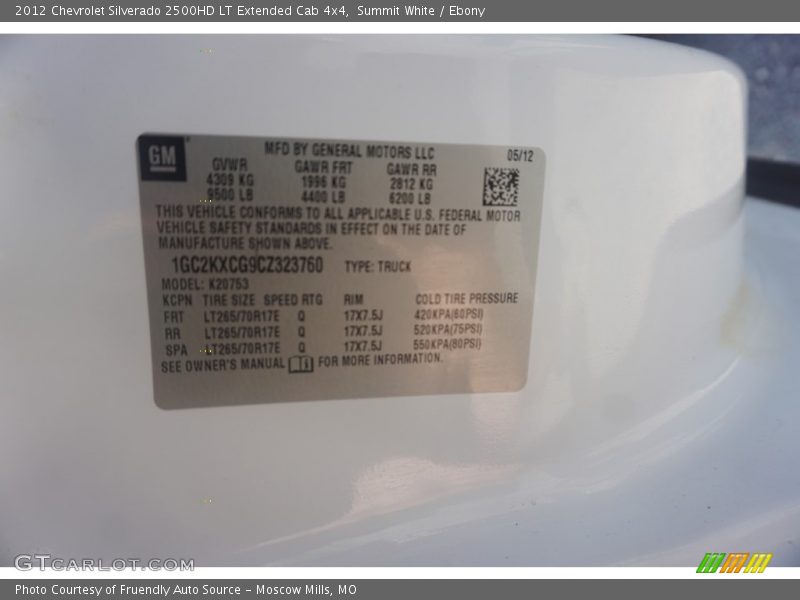 2012 Chevrolet Silverado 2500HD LT Extended Cab 4x4, Summit White / Ebony
GM MFD BY GENERAL MOTORS LLC 05/12
GVWR GAWR FRT GAWR RR
4309 KG 1996 KG 2812 KG
9500 LB 4400 LB 6200 LB
THIS VEHICLE CONFORMS TO ALL APPLICABLE U.S. FEDERAL MOTOR
VEHICLE SAFETY STANDARDS IN EFFECT ON THE DATE OF
MANUFACTURE SHOWN ABOVE.
1GC2KXCG9CZ323760 TYPE: TRUCK
MODEL: K20753
KCPN TIRE SIZE SPEED RTG RIM COLD TIRE PRESSURE
FRT LT265/70R17E Q 17X7.5J 420KPA(60PSI)
RR LT265/70R17E Q 17X7.5J 520KPA(75PSI)
SPA LT265/70R17E Q 17X7.5J 550KPA(80PSI)
SEE OWNER'S MANUAL FOR MORE INFORMATION.
GTCARLOT.COM
Photo Courtesy of Fruendly Auto Source - Moscow Mills, MO